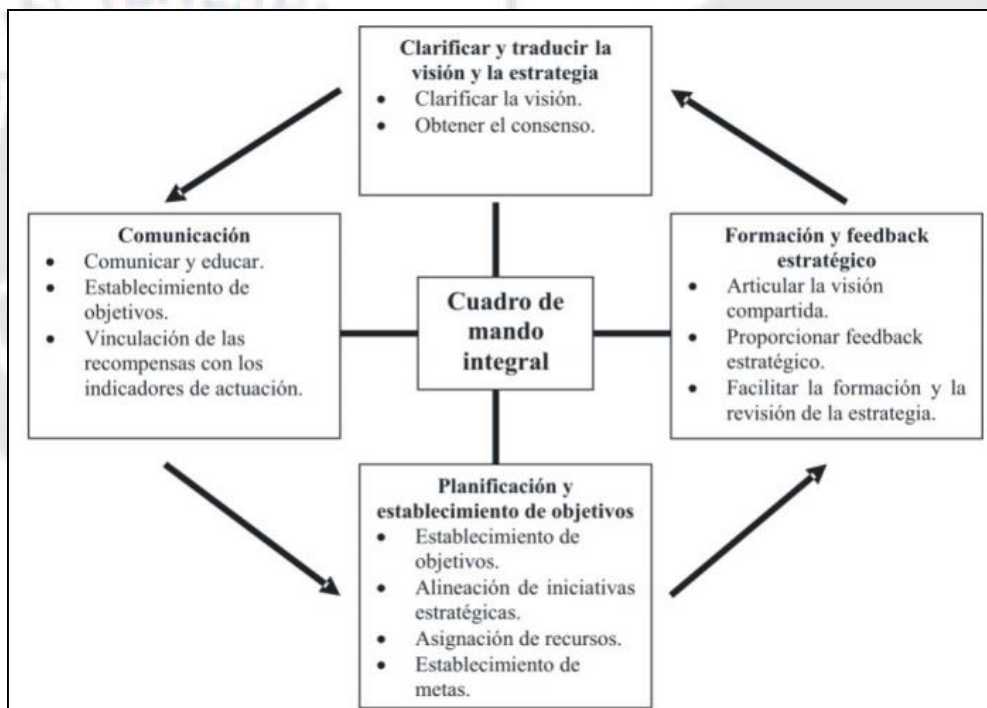 Clarificar y traducir la
visión y la estrategia
• Clarificar la visión.
• Obtener el consenso.
Comunicación
• Comunicar y educar.
• Establecimiento de
objetivos.
• Vinculación de las
recompensas con los
indicadores de actuación.
Cuadro de
mando
integral
Formación y feedback
estratégico
• Articular la visión
compartida.
• Proporcionar feedback
estratégico.
• Facilitar la formación y la
revisión de la estrategia.
Planificación y
establecimiento de objetivos
• Establecimiento de
objetivos.
• Alineación de iniciativas
estratégicas.
• Asignación de recursos.
• Establecimiento de
metas.